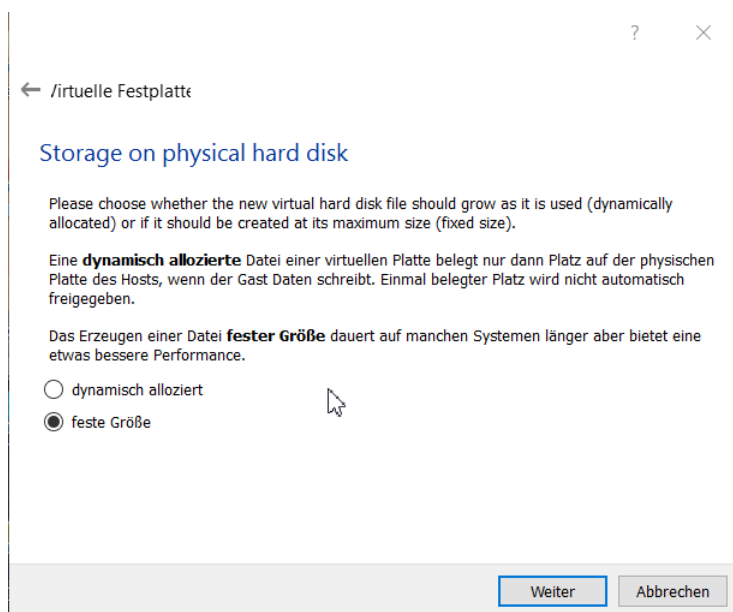 ?
← /irtuelle Festplatte
Storage on physical hard disk
Please choose whether the new virtual hard disk file should grow as it is used (dynamically
allocated) or if it should be created at its maximum size (fixed size).
Eine dynamisch allozierte Datei einer virtuellen Platte belegt nur dann Platz auf der physischen
Platte des Hosts, wenn der Gast Daten schreibt. Einmal belegter Platz wird nicht automatisch
freigegeben.
Das Erzeugen einer Datei fester Größe dauert auf manchen Systemen länger aber bietet eine
etwas bessere Performance.
dynamisch alloziert
feste Größe
Weiter Abbrechen